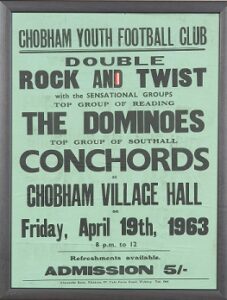 CHOBHAM YOUTH FOOTBALL CLUB
DOUBLE
ROCK AND TWIST
with the SENSATIONAL GROUPS
TOP GROUP OF READING
THE DOMINOES
TOP GROUP OF SOUTHALL
CONCHORDS
AT
CHOBHAM VILLAGE HALL
ON
Friday, April 19th, 1963
8 p.m. to 12
Refreshments available.
ADMISSION 5/-